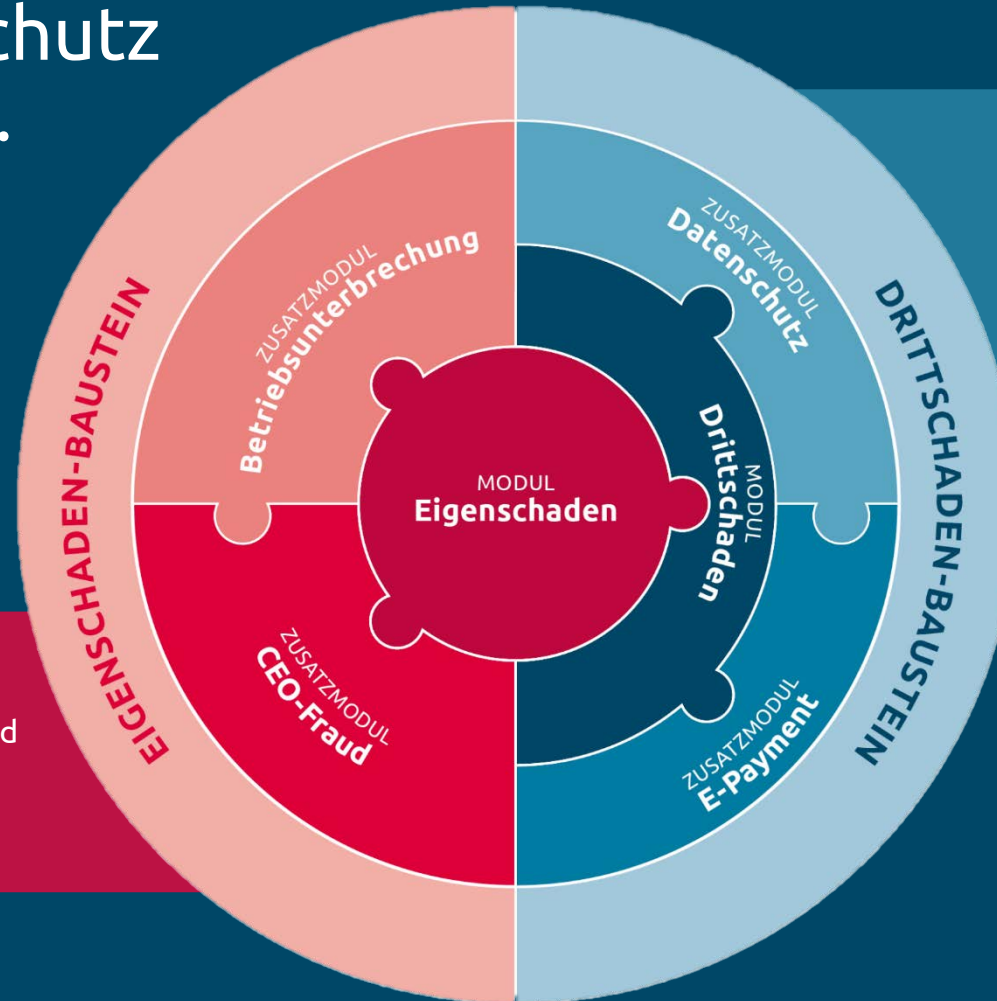 chutz
.
EIGENSCHADEN-BAUSTEIN
ZUSATZMODUL
Betriebsunterbrechung
ZUSATZMODUL
CEO-Fraud
d
MODUL
Eigenschaden
MODUL
Drittschaden
ZUSATZMODUL
Datenschutz
ZUSATZMODUL
E-Payment
DRITTSCHADEN-BAUSTEIN